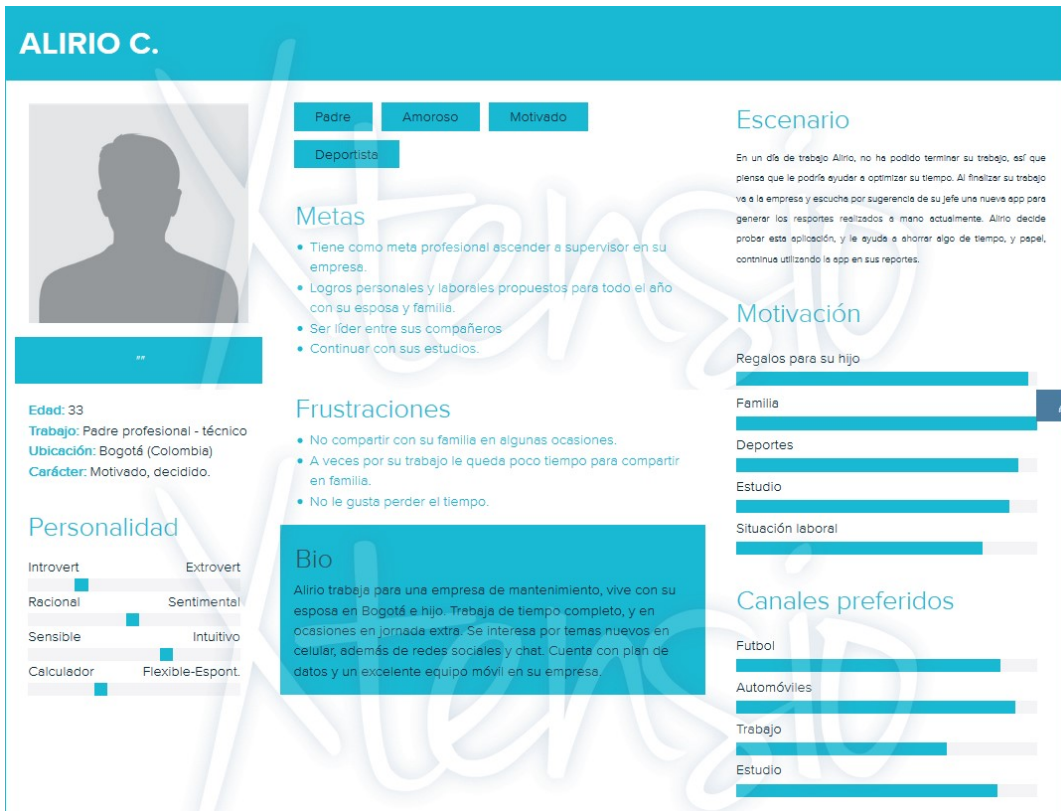 ALIRIO C.
""
Edad: 33
Trabajo: Padre profesional - técnico
Ubicación: Bogotá (Colombia)
Carácter: Motivado, decidido.
Personalidad
Introvert Extrovert
Racional Sentimental
Sensible Intuitivo
Calculador Flexible-Espont.
Padre Amoroso Motivado
Deportista
Metas
• Tiene como meta profesional ascender a supervisor en su
empresa.
• Logros personales y laborales propuestos para todo el año
con su esposa y familia.
• Ser líder entre sus compañeros
• Continuar con sus estudios.
Frustraciones
• No compartir con su familia en algunas ocasiones.
• A veces por su trabajo le queda poco tiempo para compartir
en familia.
• No le gusta perder el tiempo.
Bio
Alirio trabaja para una empresa de mantenimiento, vive con su
esposa en Bogotá e hijo. Trabaja de tiempo completo, y en
ocasiones en jornada extra. Se interesa por temas nuevos en
celular, además de redes sociales y chat. Cuenta con plan de
datos y un excelente equipo móvil en su empresa.
Escenario
En un día de trabajo Alirio, no ha podido terminar su trabajo, así que
piensa que le podría ayudar a optimizar su tiempo. Al finalizar su trabajo
va a la empresa y escucha por sugerencia de su jefe una nueva app para
generar los resportes realizados a mano actualmente. Alirio decide
probar esta aplicación, y le ayuda a ahorrar algo de tiempo, y papel,
contninua utilizando la app en sus reportes.
Motivación
Regalos para su hijo
Familia
Deportes
Estudio
Situación laboral
Canales preferidos
Futbol
Automóviles
Trabajo
Estudio
Xtensio
Xtensio